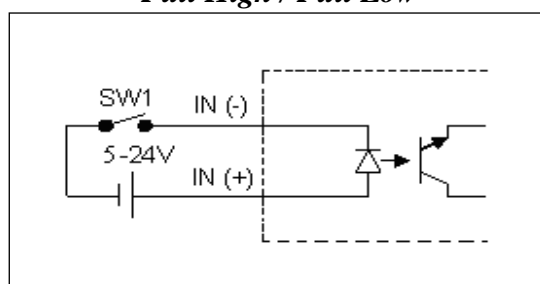 Pull High / Pull Low
SW1
IN (-)
5-24V
IN (+)